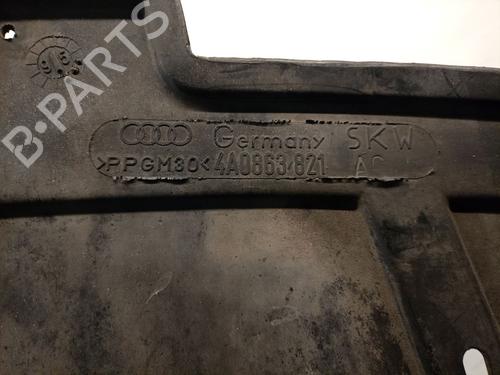 Germany SKW
>PPGM30< 4A0863821 AC
B-PARTS